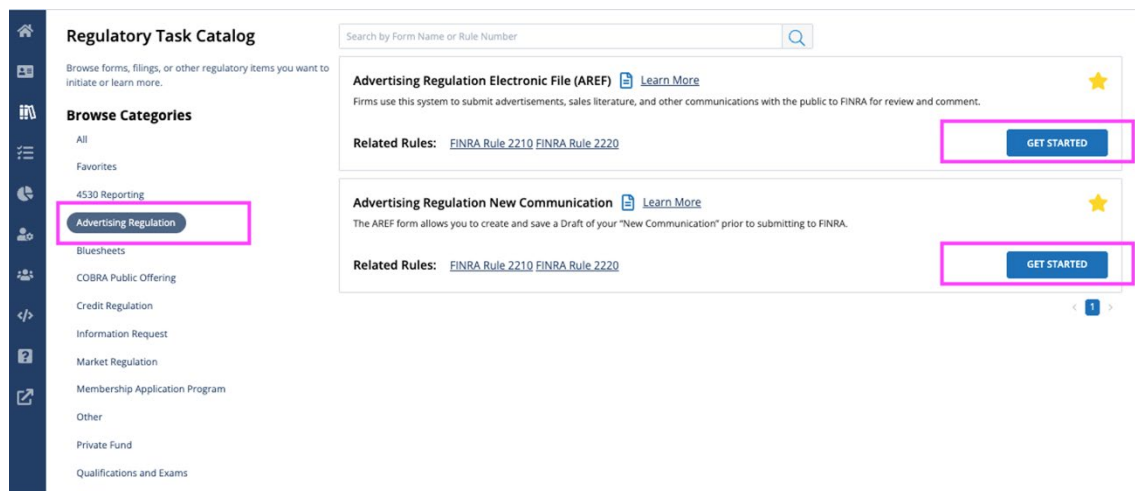 Regulatory Task Catalog
Browse forms, filings, or other regulatory items you want to
initiate or learn more.
Browse Categories
All
Favorites
4530 Reporting
Advertising Regulation
Bluesheets
COBRA Public Offering
Credit Regulation
Information Request
Market Regulation
Membership Application Program
Other
Private Fund
Qualifications and Exams
Search by Form Name or Rule Number
Advertising Regulation Electronic File (AREF) Learn More
Firms use this system to submit advertisements, sales literature, and other communications with the public to FINRA for review and comment.
Related Rules: FINRA Rule 2210 FINRA Rule 2220
GET STARTED
Advertising Regulation New Communication Learn More
The AREF form allows you to create and save a Draft of your "New Communication" prior to submitting to FINRA.
Related Rules: FINRA Rule 2210 FINRA Rule 2220
GET STARTED
< 1 >